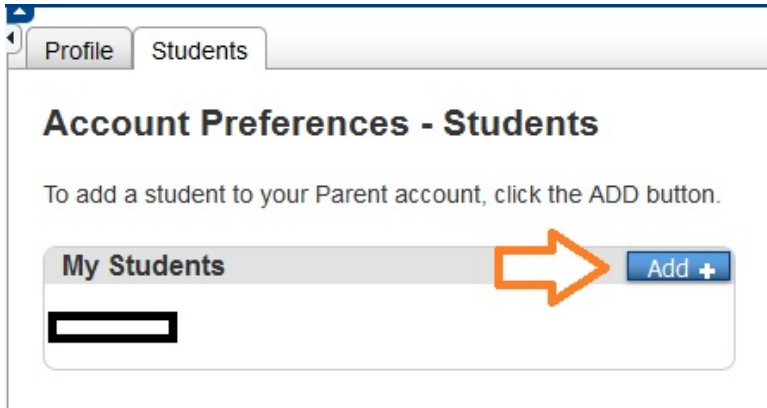 Profile
Students
Account Preferences - Students
To add a student to your Parent account, click the ADD button.
My Students
Add +